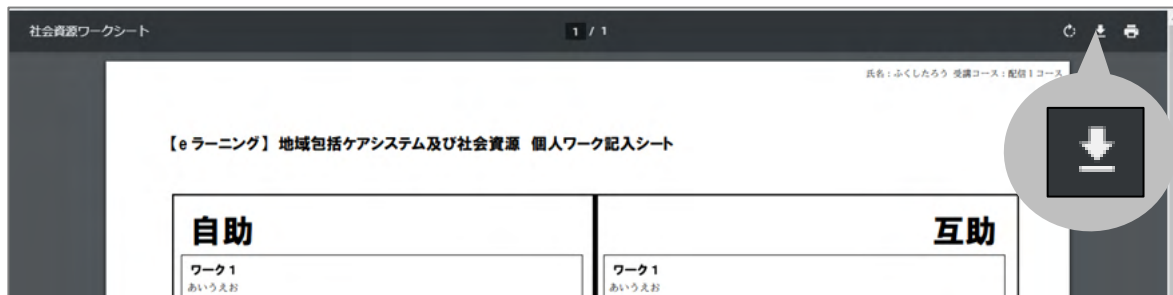 社会資源ワークシート
1 / 1
氏名：ふくしたろう 受講コース：配信１コース
【e ラーニング】地域包括ケアシステム及び社会資源 個人ワーク記入シート
自助
互助
ワーク 1
あいうえお
ワーク 1
あいうえお